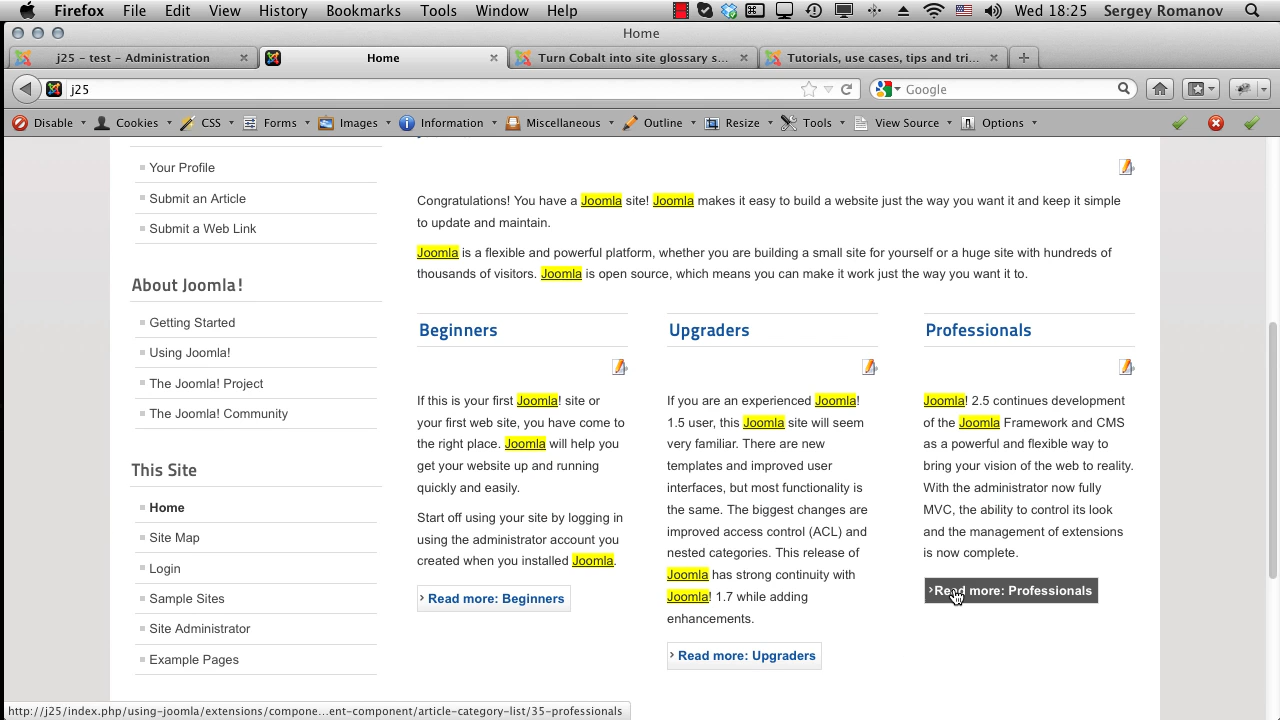 Firefox File Edit View History Bookmarks Tools Window Help Wed 18:25 Sergey Romanov
Home
j25 - test - Administration Home Turn Cobalt into site glossary s... Tutorials, use cases, tips and tri...
j25 Google
Disable Cookies CSS Forms Images Information Miscellaneous Outline Resize Tools View Source Options
Your Profile
Submit an Article
Submit a Web Link
About Joomla!
Getting Started
Using Joomla!
The Joomla! Project
The Joomla! Community
This Site
Home
Site Map
Login
Sample Sites
Site Administrator
Example Pages
Congratulations! You have a Joomla site! Joomla makes it easy to build a website just the way you want it and keep it simple
to update and maintain.
Joomla is a flexible and powerful platform, whether you are building a small site for yourself or a huge site with hundreds of
thousands of visitors. Joomla is open source, which means you can make it work just the way you want it to.
Beginners
If this is your first Joomla! site or
your first web site, you have come to
the right place. Joomla will help you
get your website up and running
quickly and easily.
Start off using your site by logging in
using the administrator account you
created when you installed Joomla.
Read more: Beginners
Upgraders
If you are an experienced Joomla!
1.5 user, this Joomla site will seem
very familiar. There are new
templates and improved user
interfaces, but most functionality is
the same. The biggest changes are
improved access control (ACL) and
nested categories. This release of
Joomla has strong continuity with
Joomla! 1.7 while adding
enhancements.
Read more: Upgraders
Professionals
Joomla! 2.5 continues development
of the Joomla Framework and CMS
as a powerful and flexible way to
bring your vision of the web to reality.
With the administrator now fully
MVC, the ability to control its look
and the management of extensions
is now complete.
Read more: Professionals
http://j25/index.php/using-joomla/extensions/compone...ent-component/article-category-list/35-professionals